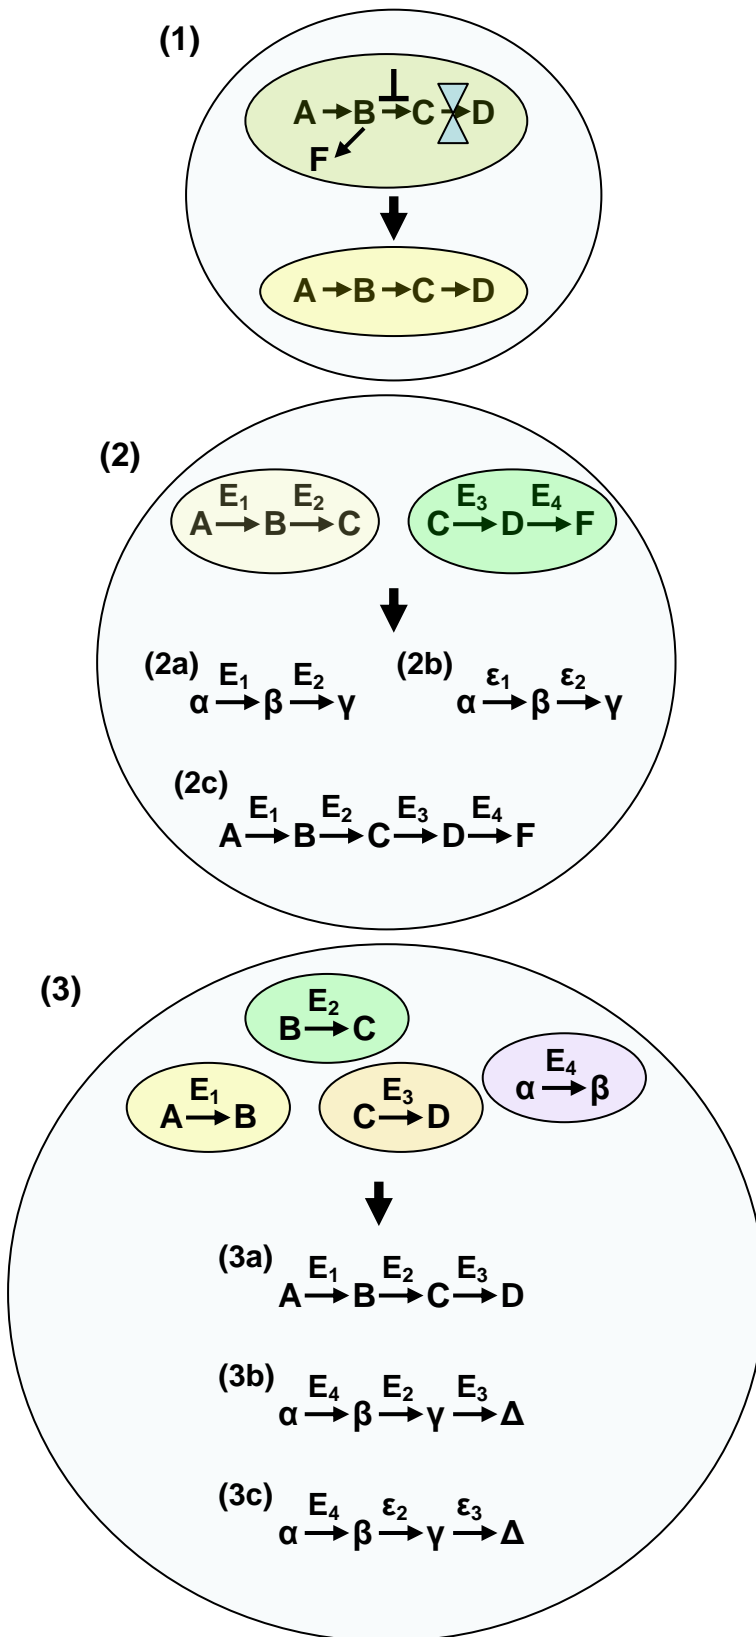 (1)
A B C D
F
A B C D
(2)
E₁ E₂
A B C
E₃ E₄
C D F
(2a)
E₁ E₂
α β γ
(2b)
ε₁ ε₂
α β γ
(2c)
E₁ E₂ E₃ E₄
A B C D F
(3)
E₂
B C
E₁
A B
E₃
C D
E₄
α β
(3a)
E₁ E₂ E₃
A B C D
(3b)
E₄ E₂ E₃
α β γ Δ
(3c)
E₄ ε₂ ε₃
α β γ Δ